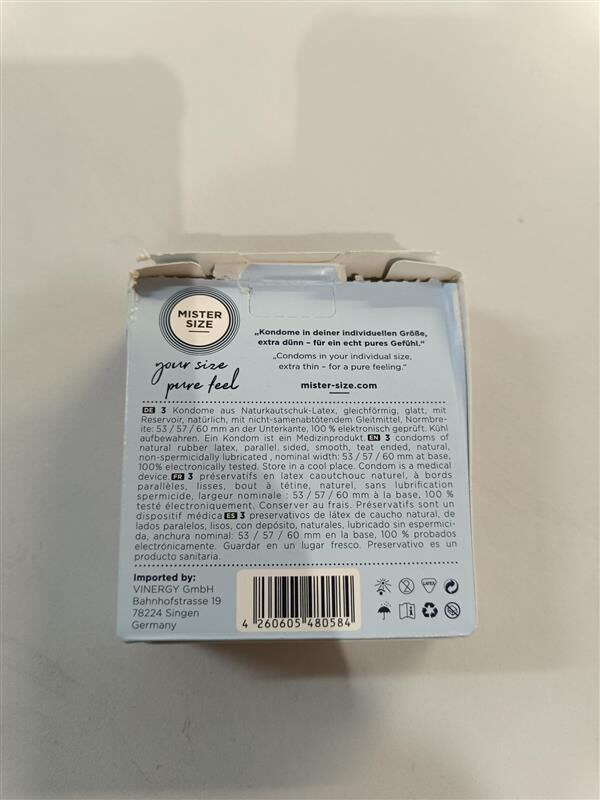 MISTER
SIZE
your size
pure feel
„Kondome in deiner individuellen Größe,
extra dünn – für ein echt pures Gefühl.“
„Condoms in your individual size,
extra thin – for a pure feeling.“
mister-size.com
DE 3 Kondome aus Naturkautschuk-Latex, gleichförmig, glatt, mit
Reservoir, natürlich, mit nicht-samenabtötendem Gleitmittel, Normbrei-
te: 53 / 57 / 60 mm an der Unterkante, 100 % elektronisch geprüft. Kühl
aufbewahren. Ein Kondom ist ein Medizinprodukt. EN 3 condoms of
natural rubber latex, parallel sided, smooth, teat ended, natural,
non-spermicidally lubricated , nominal width: 53 / 57 / 60 mm at base,
100% electronically tested. Store in a cool place. Condom is a medical
device. FR 3 préservatifs en latex caoutchouc naturel, à bords
parallèles, lisses, bout à tétine, naturel, sans lubrification
spermicide, largeur nominale : 53 / 57 / 60 mm à la base, 100 %
testé électroniquement. Conserver au frais. Préservatifs sont un
dispositif médica ES 3 preservativos de látex de caucho natural, de
lados paralelos, lisos, con depósito, naturales, lubricado sin espermici-
da, anchura nominal: 53 / 57 / 60 mm en la base, 100 % probados
electrónicamente. Guardar en un lugar fresco. Preservativo es un
producto sanitaria.
Imported by:
VINERGY GmbH
Bahnhofstrasse 19
78224 Singen
Germany
4 260605 480584
LATEX